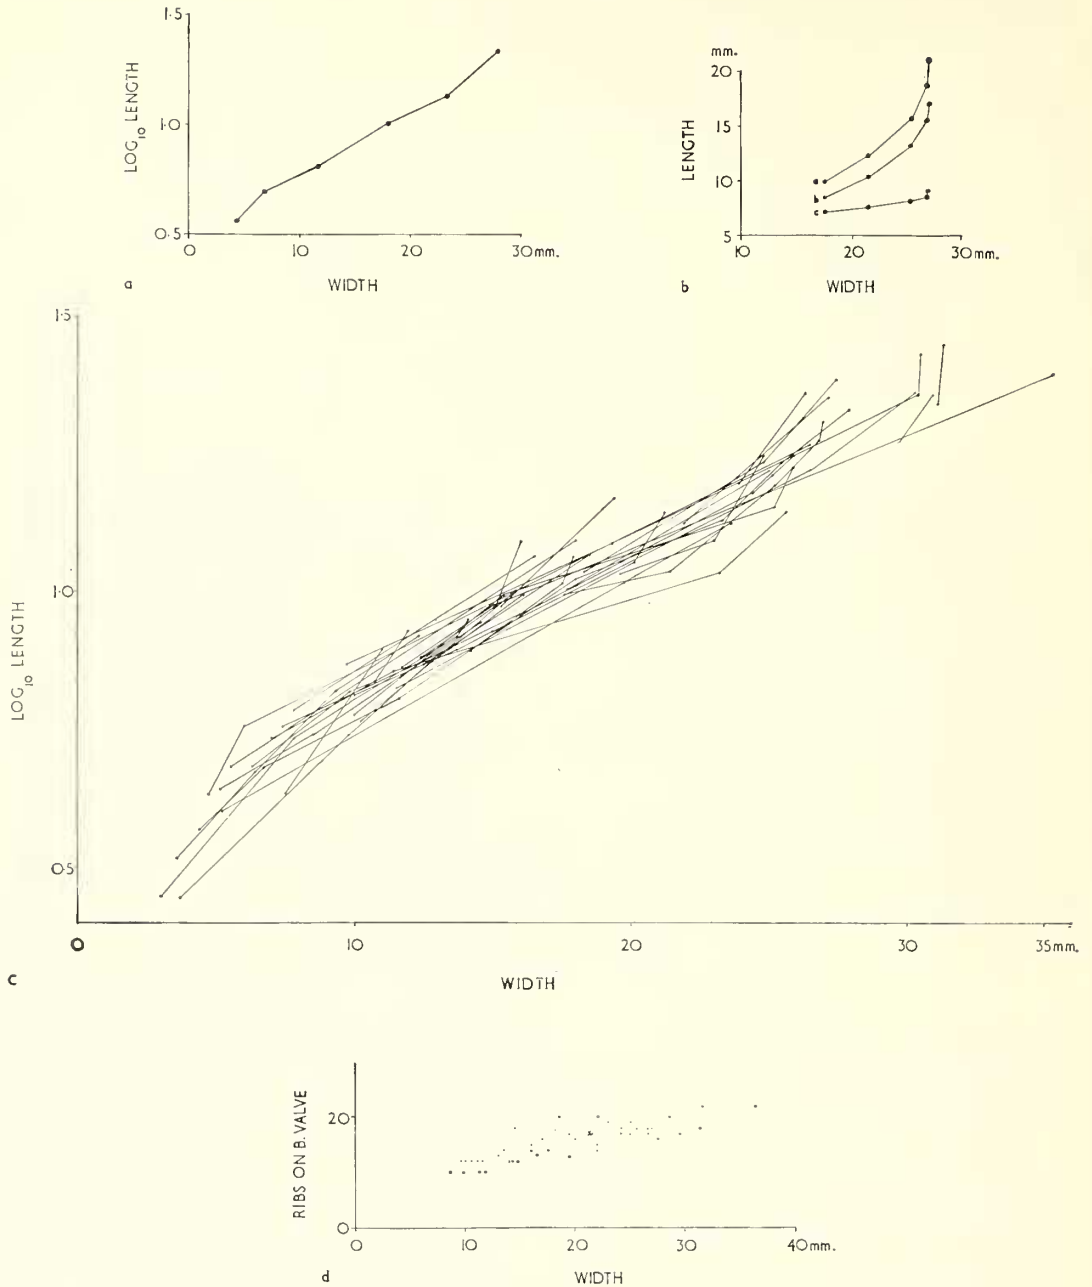 1·5
LOG₁₀ LENGTH
1·0
0·5
0 10 20 30mm.
a WIDTH
mm.
20
15
LENGTH
10
5
a
b
c
10 20 30mm.
b WIDTH
1·5
1·0
LOG₁₀ LENGTH
0·5
0 10 20 30 35mm.
c
WIDTH
RIBS ON B. VALVE
20
0
0 10 20 30 40mm.
d WIDTH